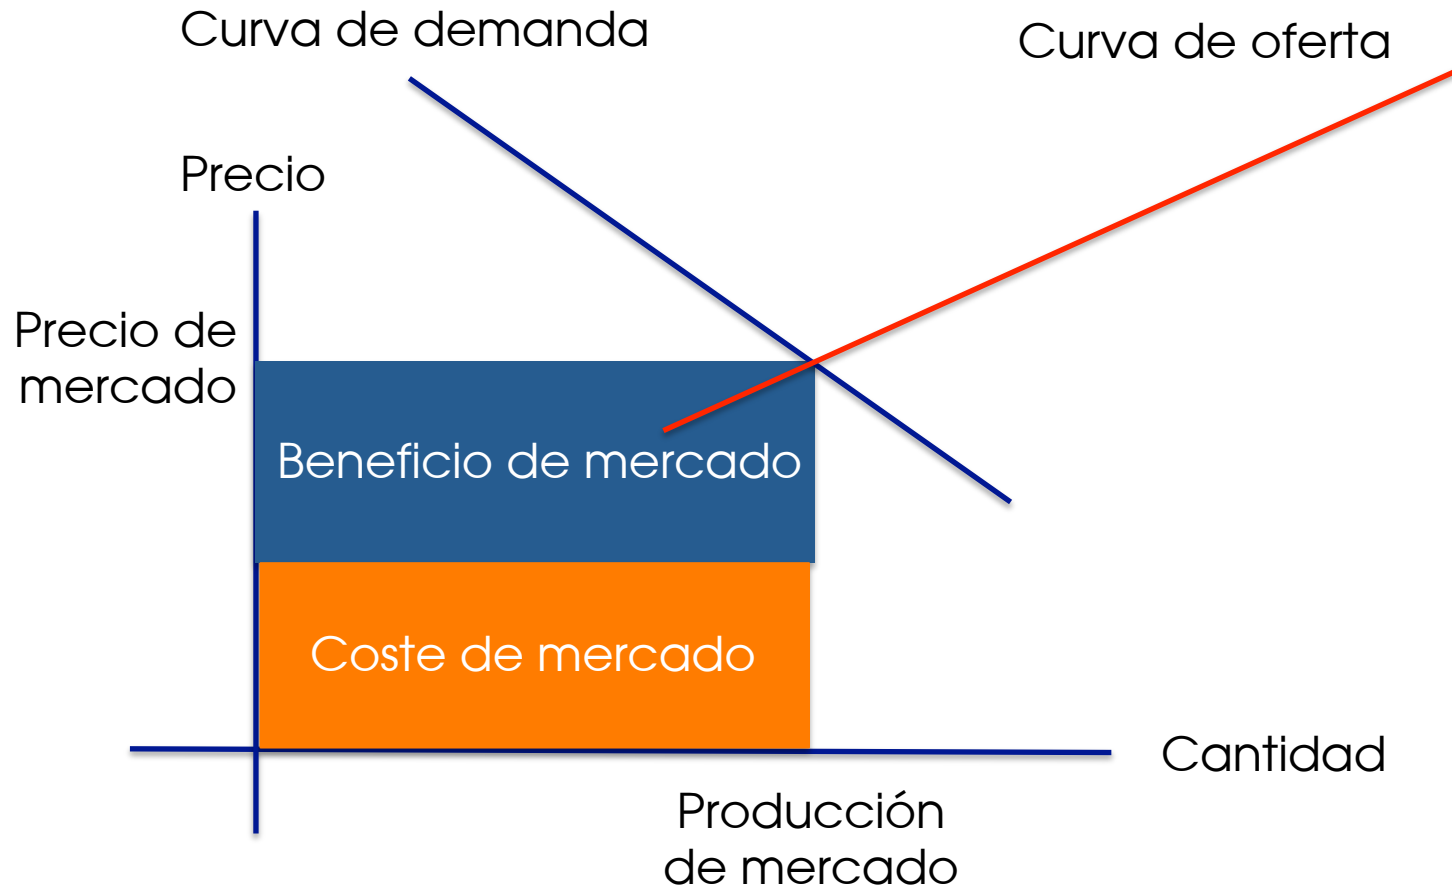 Curva de demanda
Curva de oferta
Precio
Precio de
mercado
Beneficio de mercado
Coste de mercado
Cantidad
Producción
de mercado